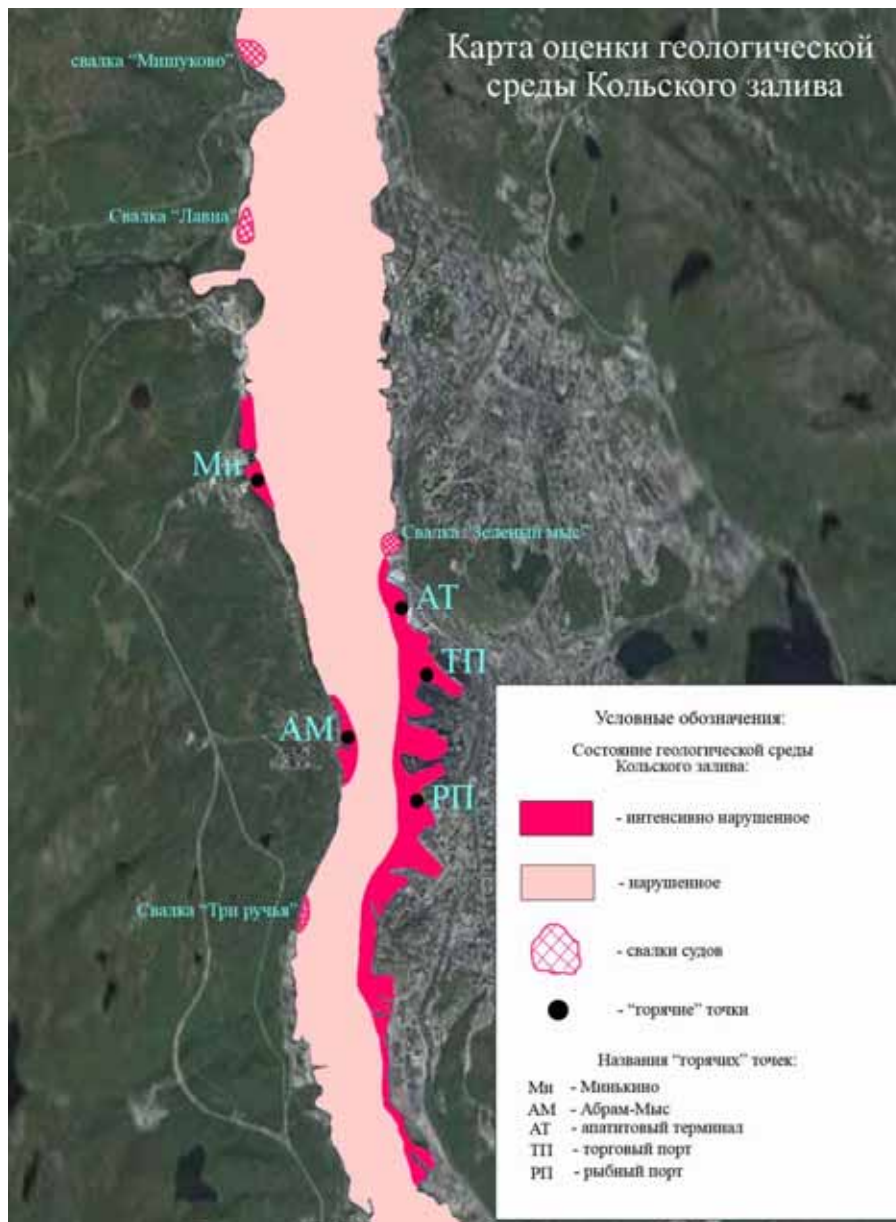 Карта оценки геологической
среды Кольского залива
свалка "Мишуково"
Свалка "Лавна"
Ми
Свалка "Зеленый мыс"
АТ
ТП
АМ
РП
Свалка "Три ручья"
Условные обозначения:
Состояние геологической среды
Кольского залива:
- интенсивно нарушенное
- нарушенное
- свалки судов
- "горячие" точки
Названия "горячих" точек:
Ми - Минькино
АМ - Абрам-Мыс
АТ - апатитовый терминал
ТП - торговый порт
РП - рыбный порт